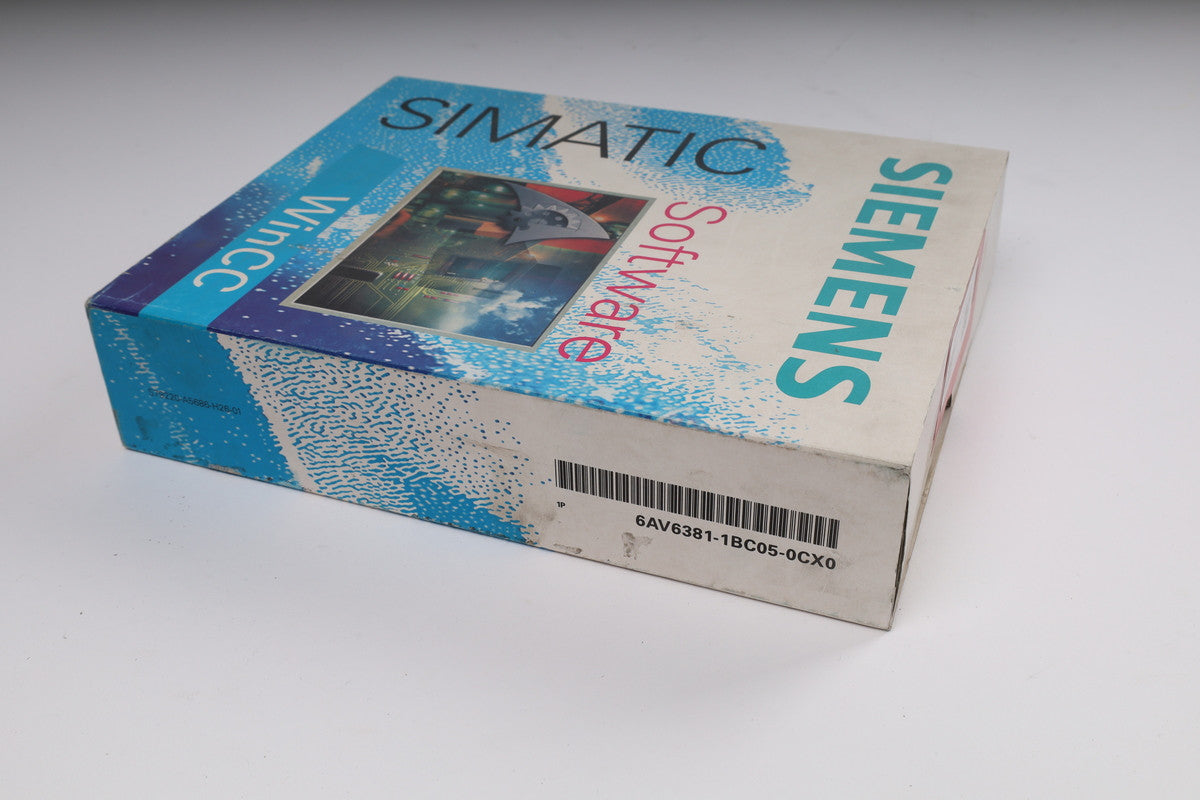 SIEMENS
SIMATIC
Software
WinCC
1P
6AV6381-1BC05-0CX0